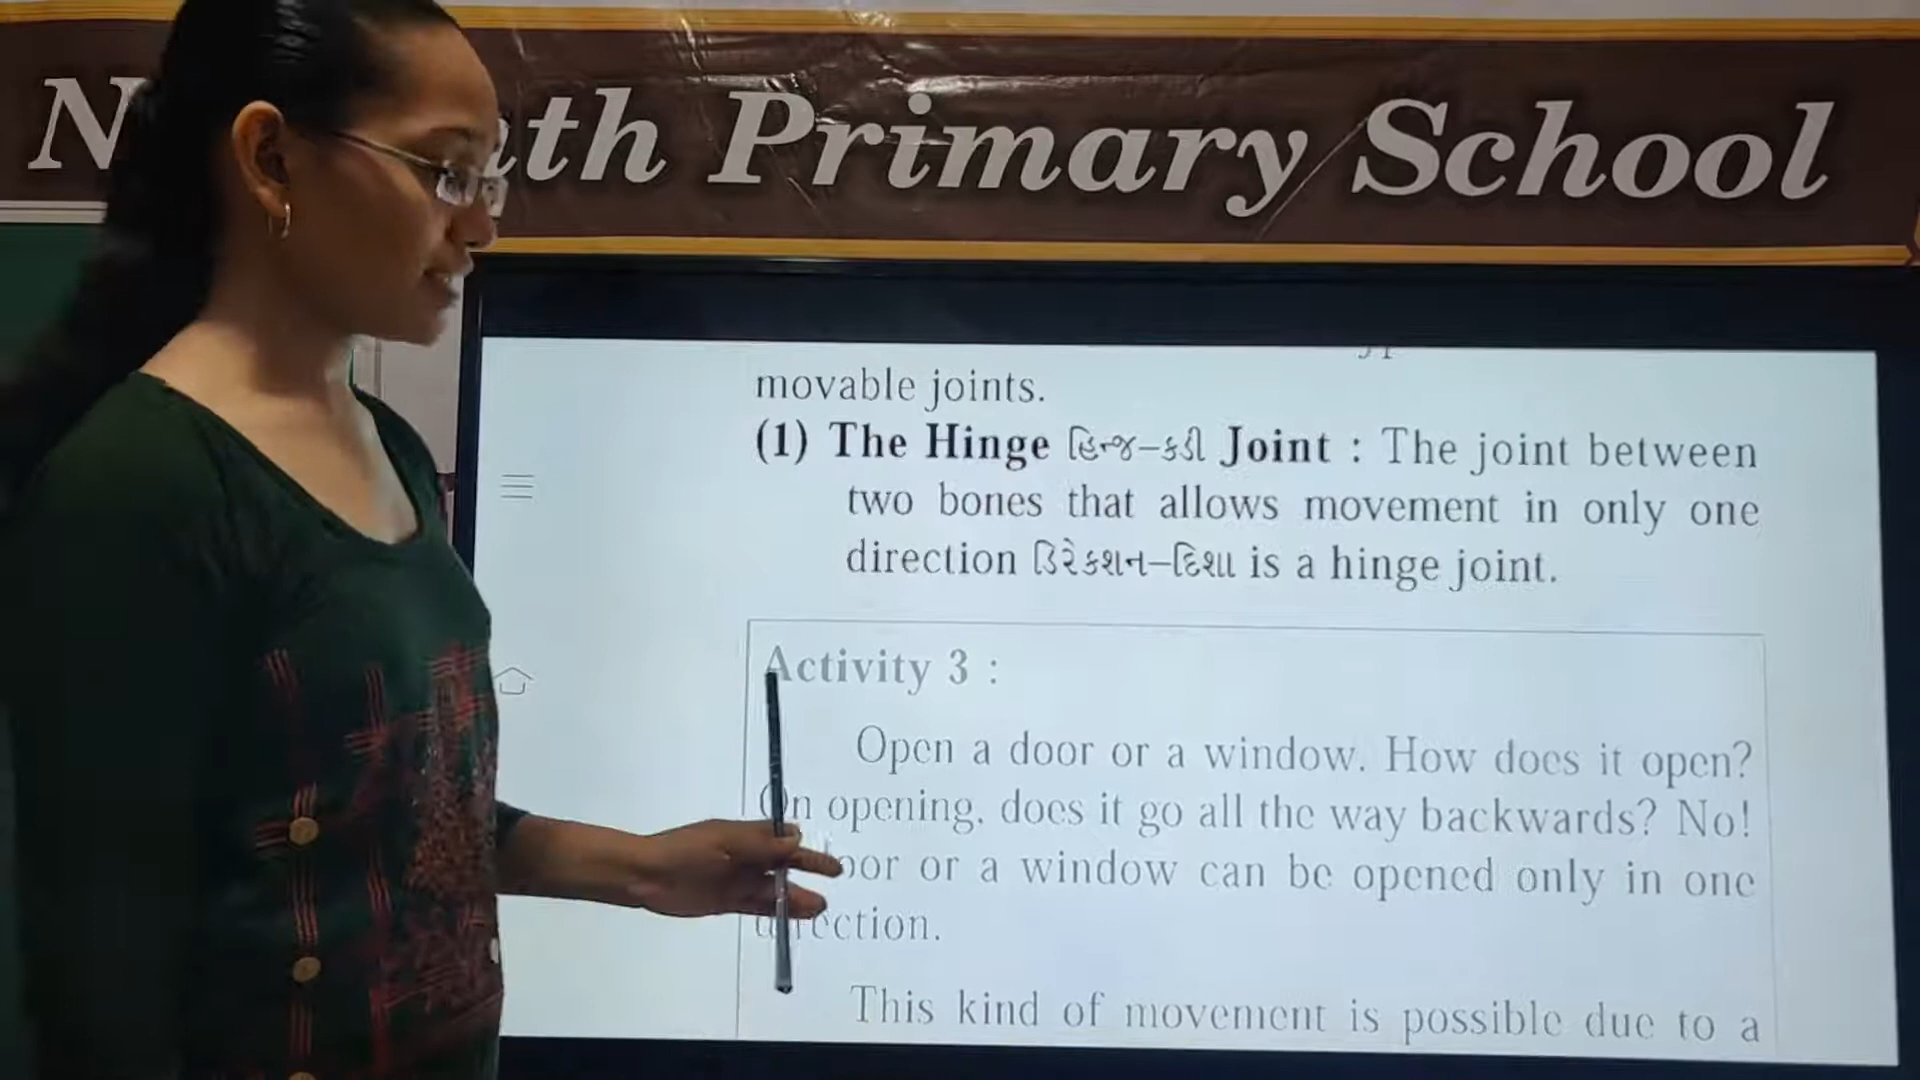 th Primary School
movable joints.
(1) The Hinge હિન્જ–કડી Joint : The joint between
two bones that allows movement in only one
direction ડિરેક્શન–દિશા is a hinge joint.
Activity 3 :
Open a door or a window. How does it open?
On opening, does it go all the way backwards? No!
or a window can be opened only in one
direction.
This kind of movement is possible due to a